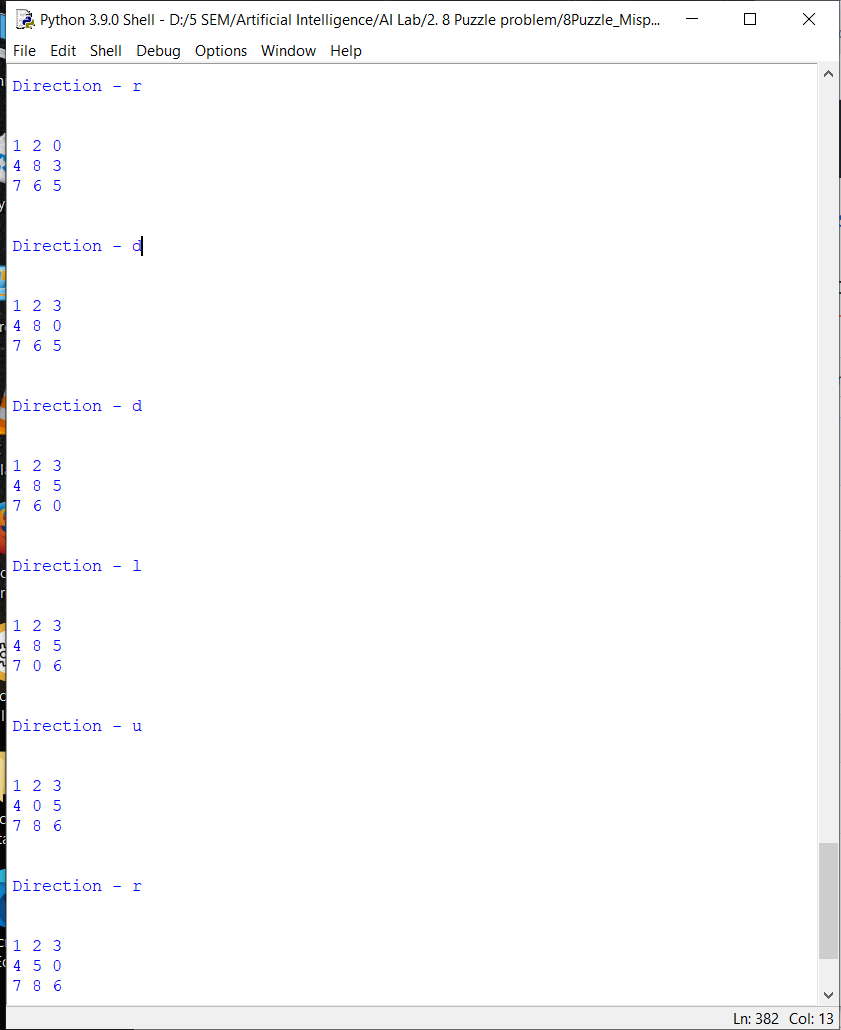 Python 3.9.0 Shell - D:/5 SEM/Artificial Intelligence/AI Lab/2. 8 Puzzle problem/8Puzzle_Misp...
File Edit Shell Debug Options Window Help
Direction - r
1 2 0
4 8 3
7 6 5
Direction - d
1 2 3
4 8 0
7 6 5
Direction - d
1 2 3
4 8 5
7 6 0
Direction - l
1 2 3
4 8 5
7 0 6
Direction - u
1 2 3
4 0 5
7 8 6
Direction - r
1 2 3
4 5 0
7 8 6
Ln: 382 Col: 13